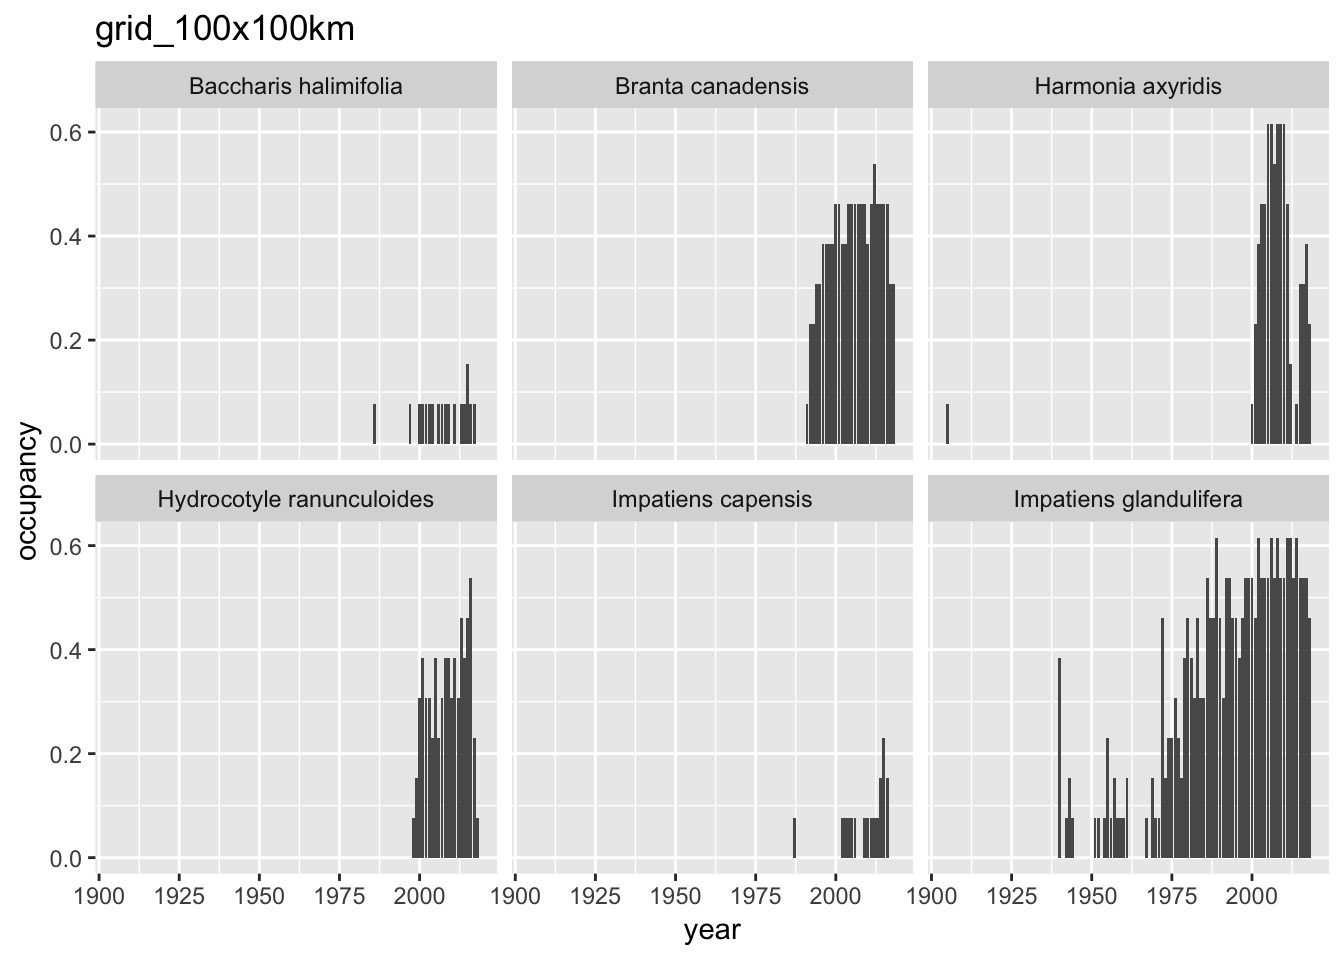 grid_100x100km
Baccharis halimifolia Branta canadensis Harmonia axyridis
0.6
0.4
0.2
0.0
occupancy
Hydrocotyle ranunculoides Impatiens capensis Impatiens glandulifera
0.6
0.4
0.2
0.0
1900 1925 1950 1975 2000 1900 1925 1950 1975 2000 1900 1925 1950 1975 2000
year